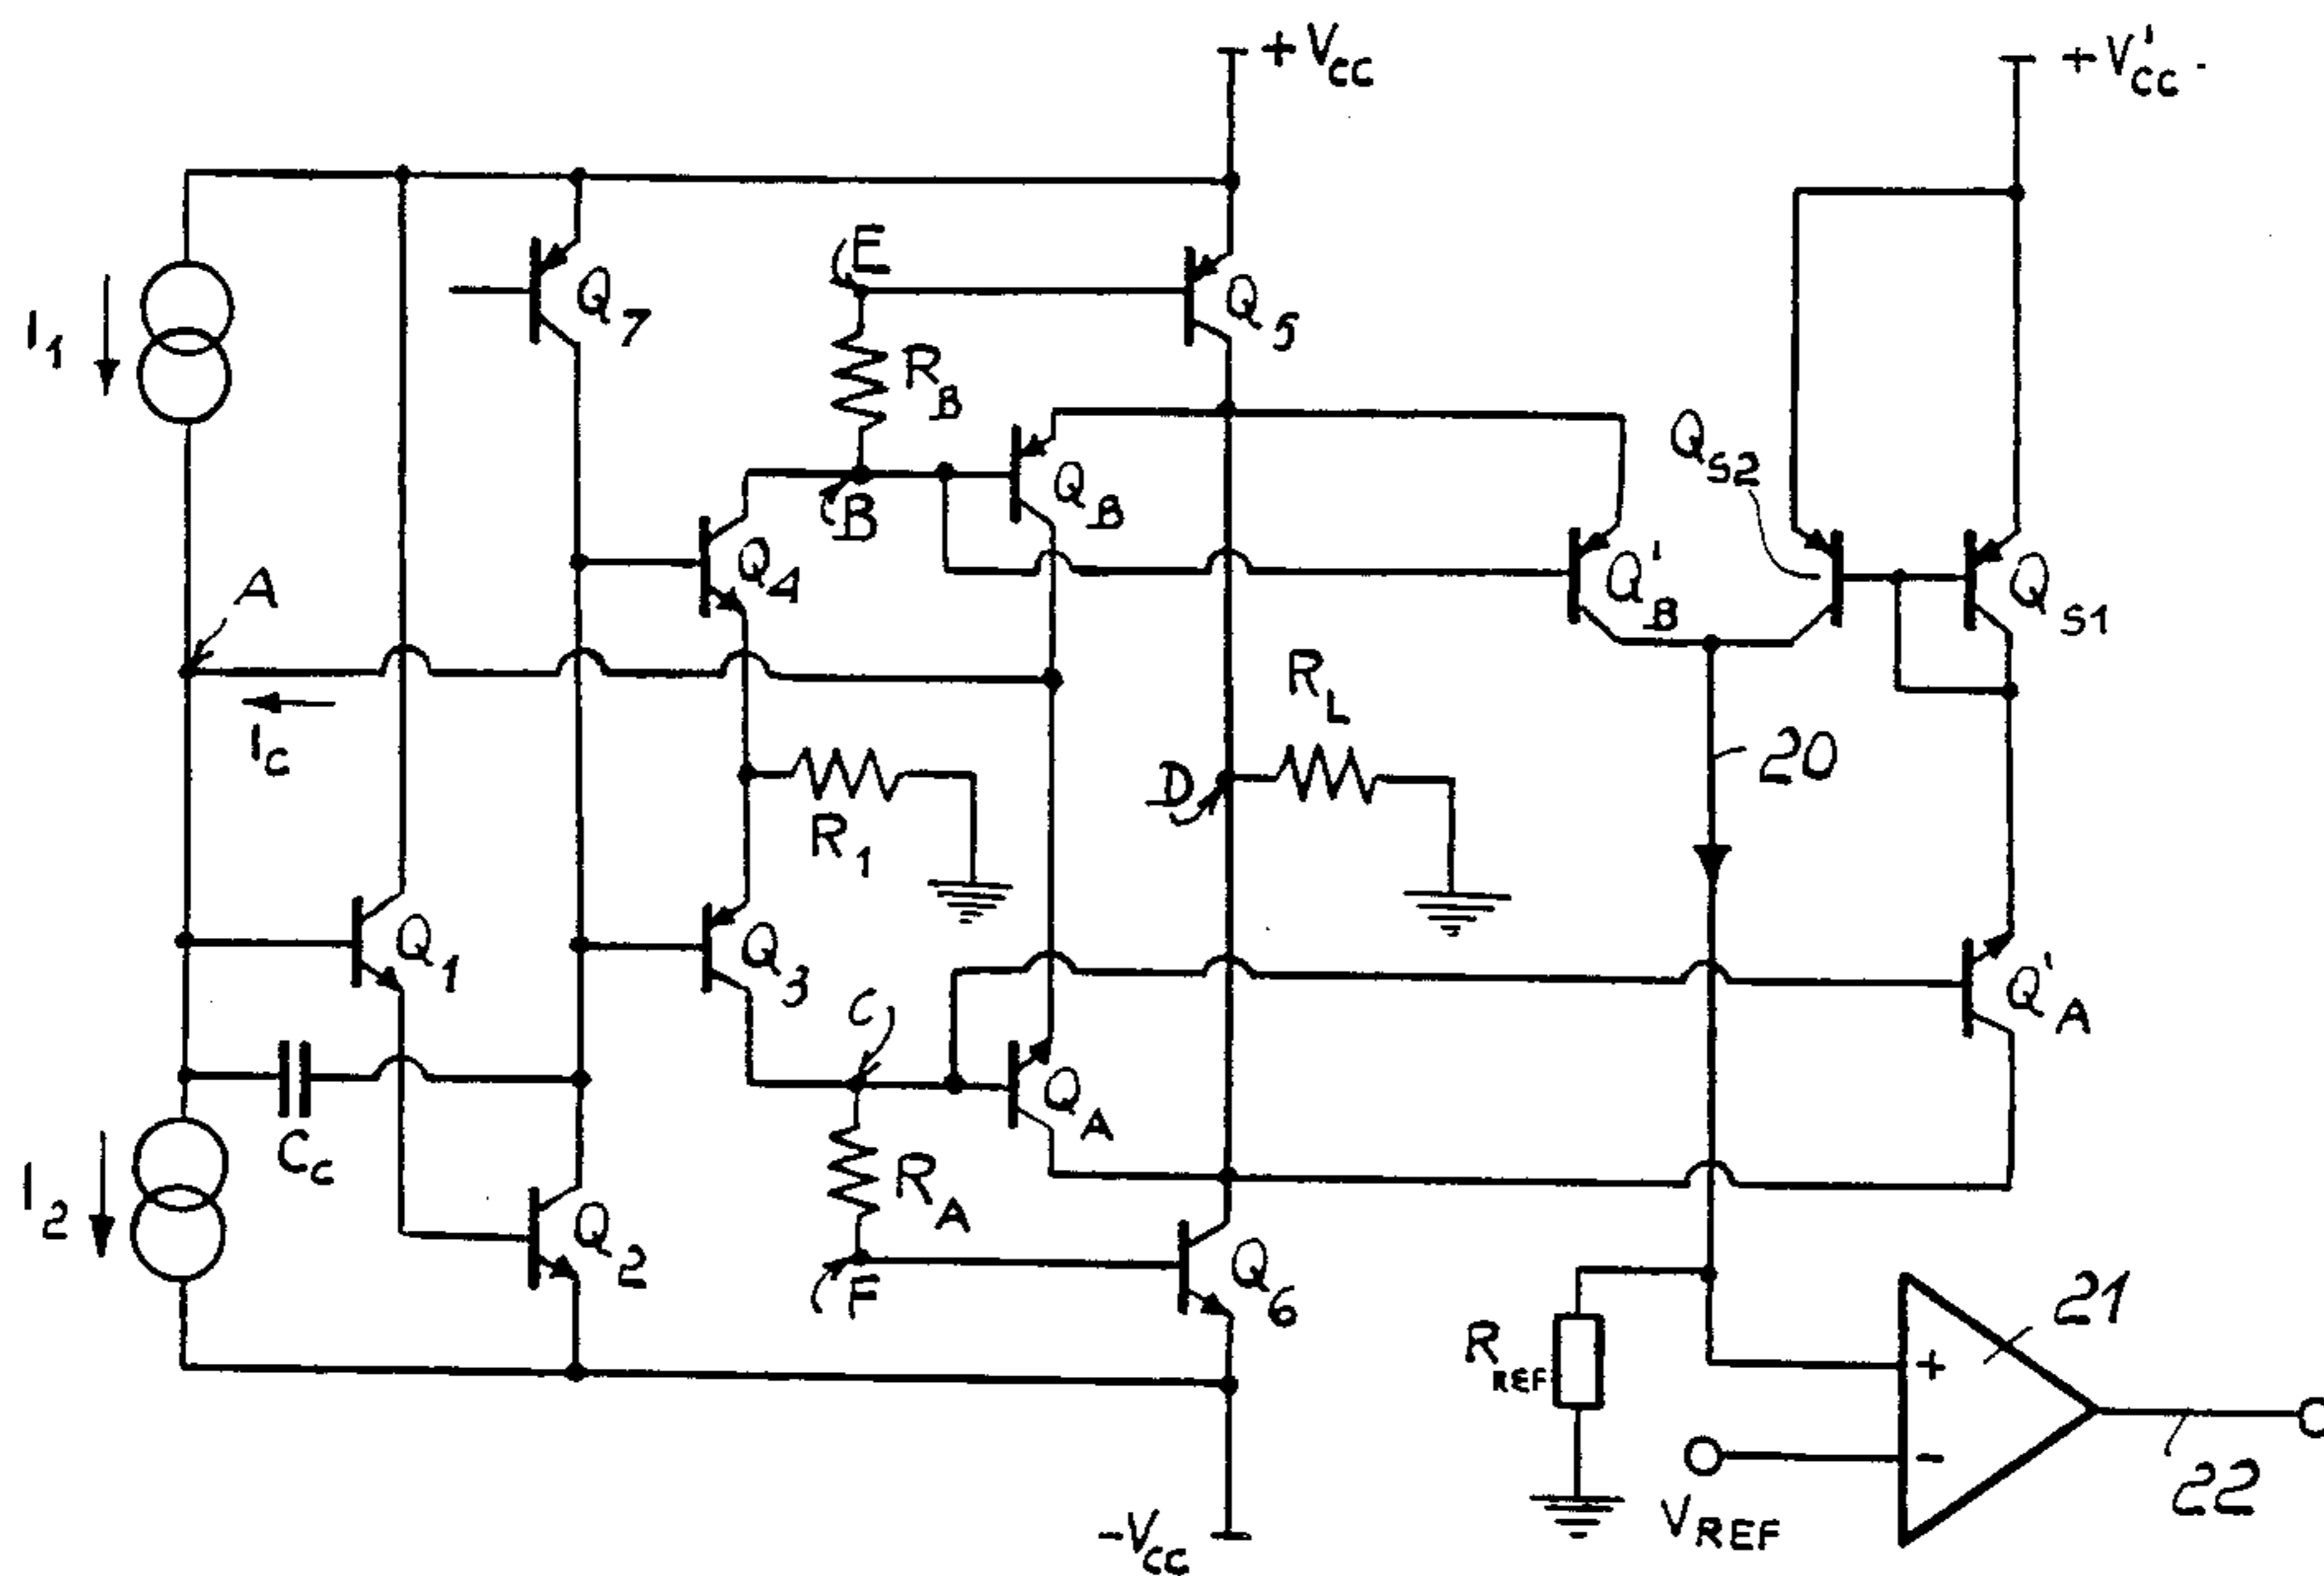 +VCC
+V'CC
I1
Q7
E
Q5
RB
QS2
B
QB
Q4
Q'B
QS1
A
IC
RL
D
20
R1
Q1
Q3
C
Q'A
QA
CC
RA
I2
Q2
F
Q6
RREF
21
+
-
22
VREF
-VCC